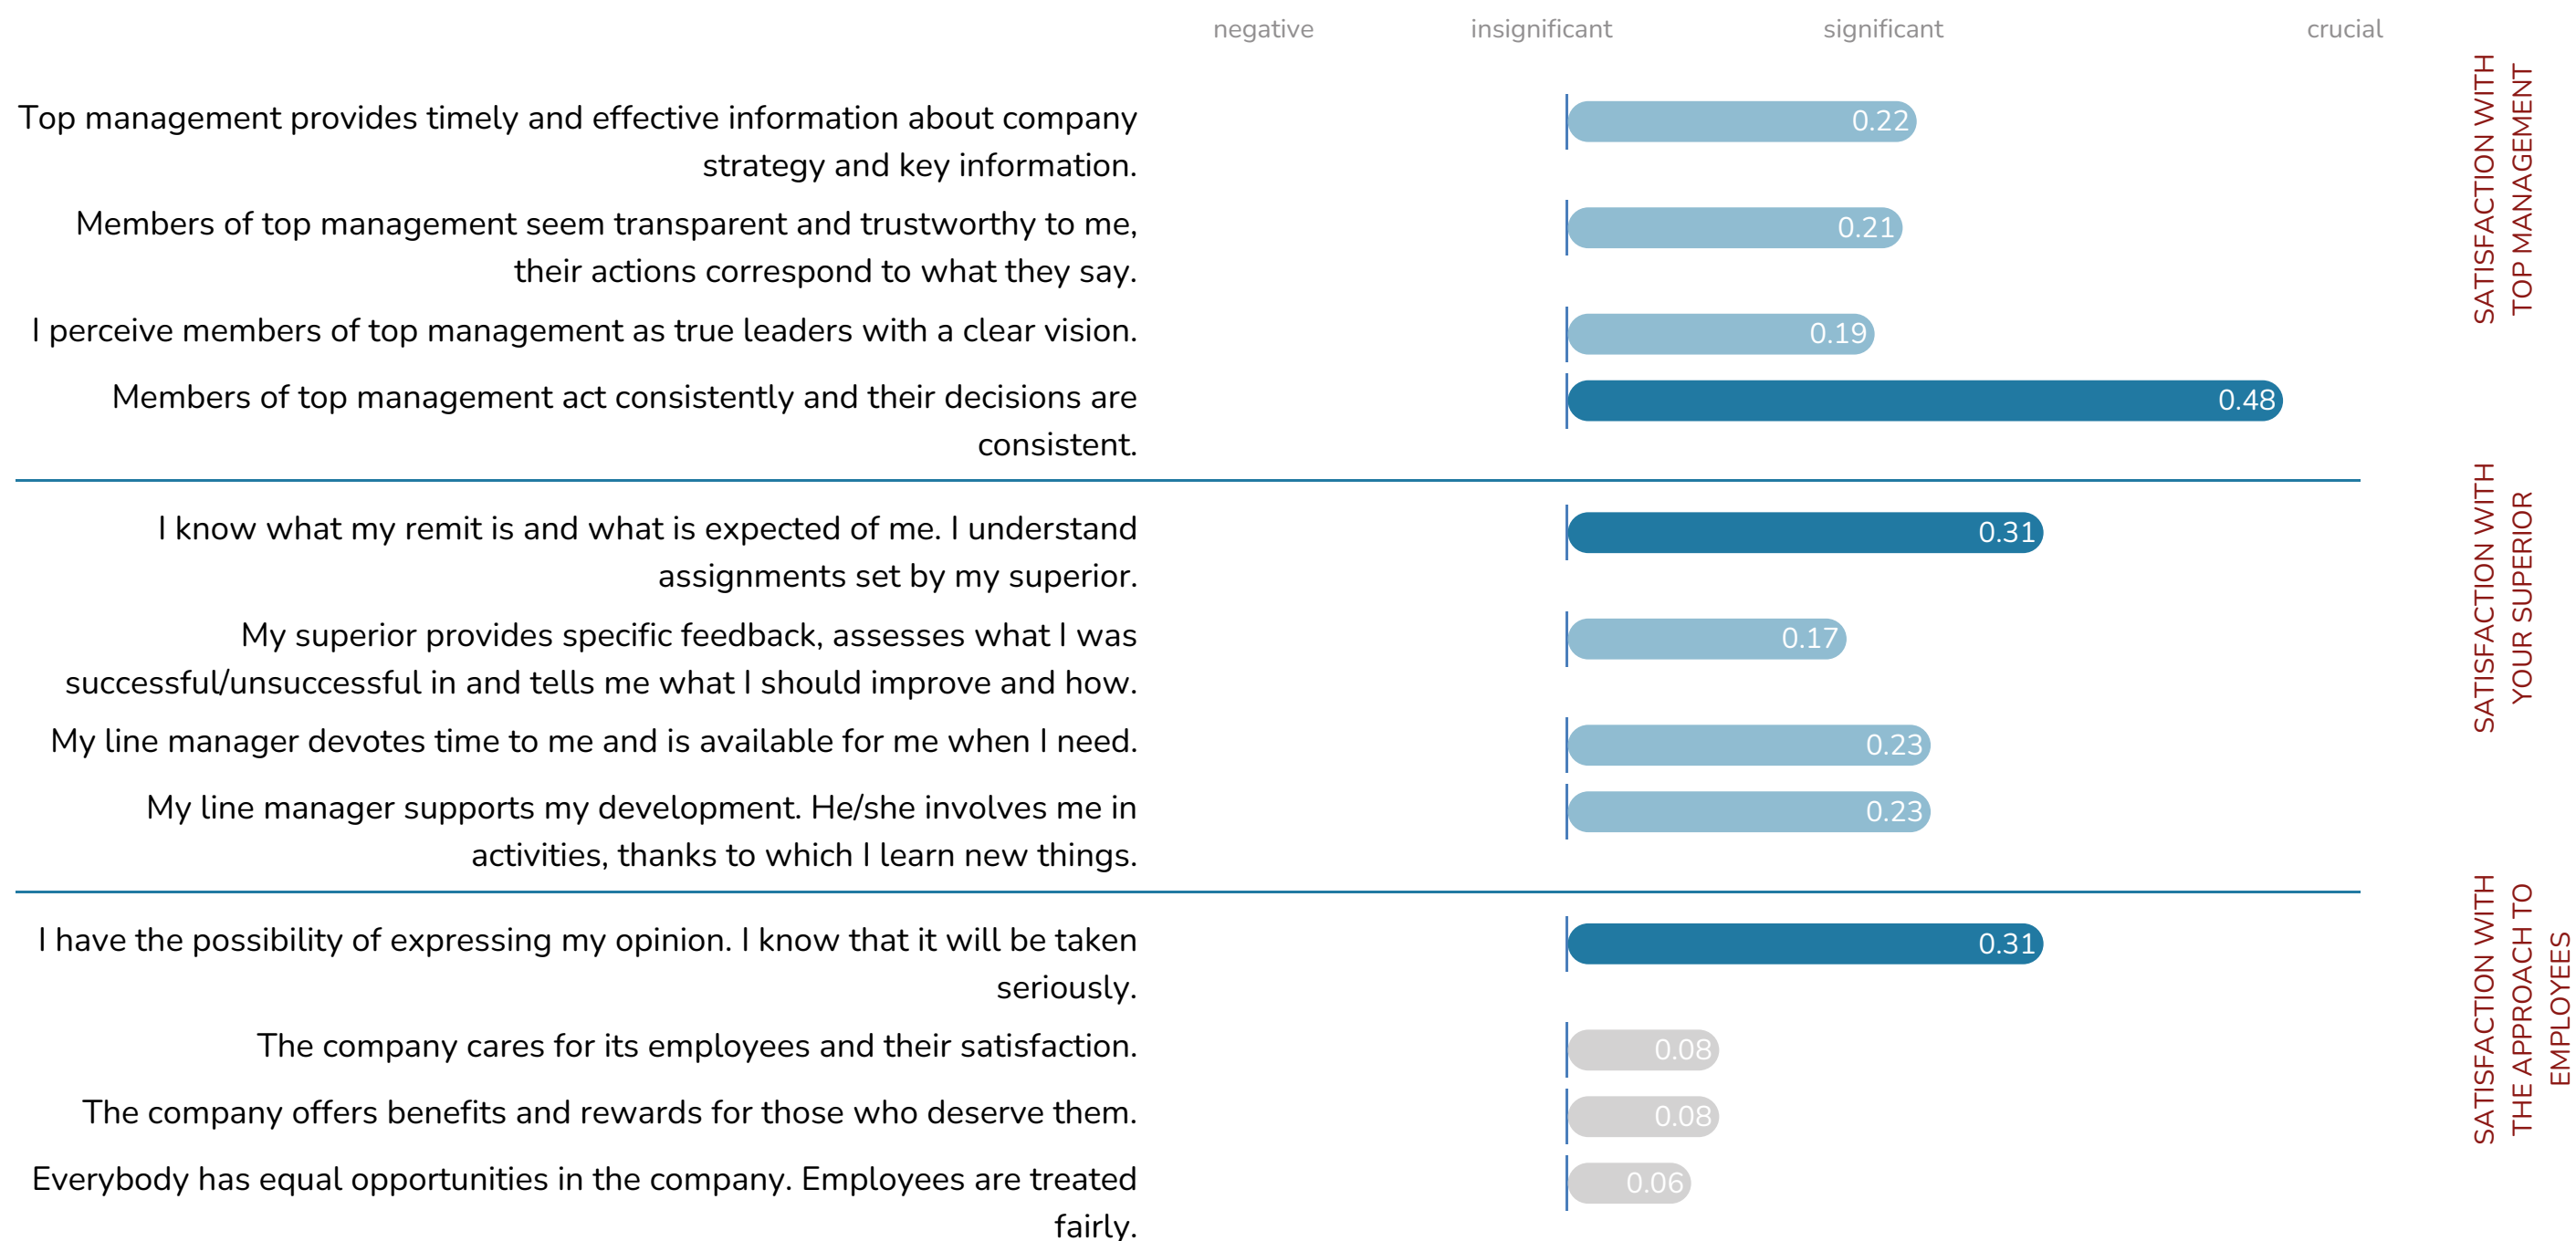 negative insignificant significant crucial
Top management provides timely and effective information about company
strategy and key information.
0.22
Members of top management seem transparent and trustworthy to me,
their actions correspond to what they say.
0.21
I perceive members of top management as true leaders with a clear vision.
0.19
Members of top management act consistently and their decisions are
consistent.
0.48
SATISFACTION WITH
TOP MANAGEMENT
I know what my remit is and what is expected of me. I understand
assignments set by my superior.
0.31
My superior provides specific feedback, assesses what I was
successful/unsuccessful in and tells me what I should improve and how.
0.17
My line manager devotes time to me and is available for me when I need.
0.23
My line manager supports my development. He/she involves me in
activities, thanks to which I learn new things.
0.23
SATISFACTION WITH
YOUR SUPERIOR
I have the possibility of expressing my opinion. I know that it will be taken
seriously.
0.31
The company cares for its employees and their satisfaction.
0.08
The company offers benefits and rewards for those who deserve them.
0.08
Everybody has equal opportunities in the company. Employees are treated
fairly.
0.06
SATISFACTION WITH
THE APPROACH TO
EMPLOYEES